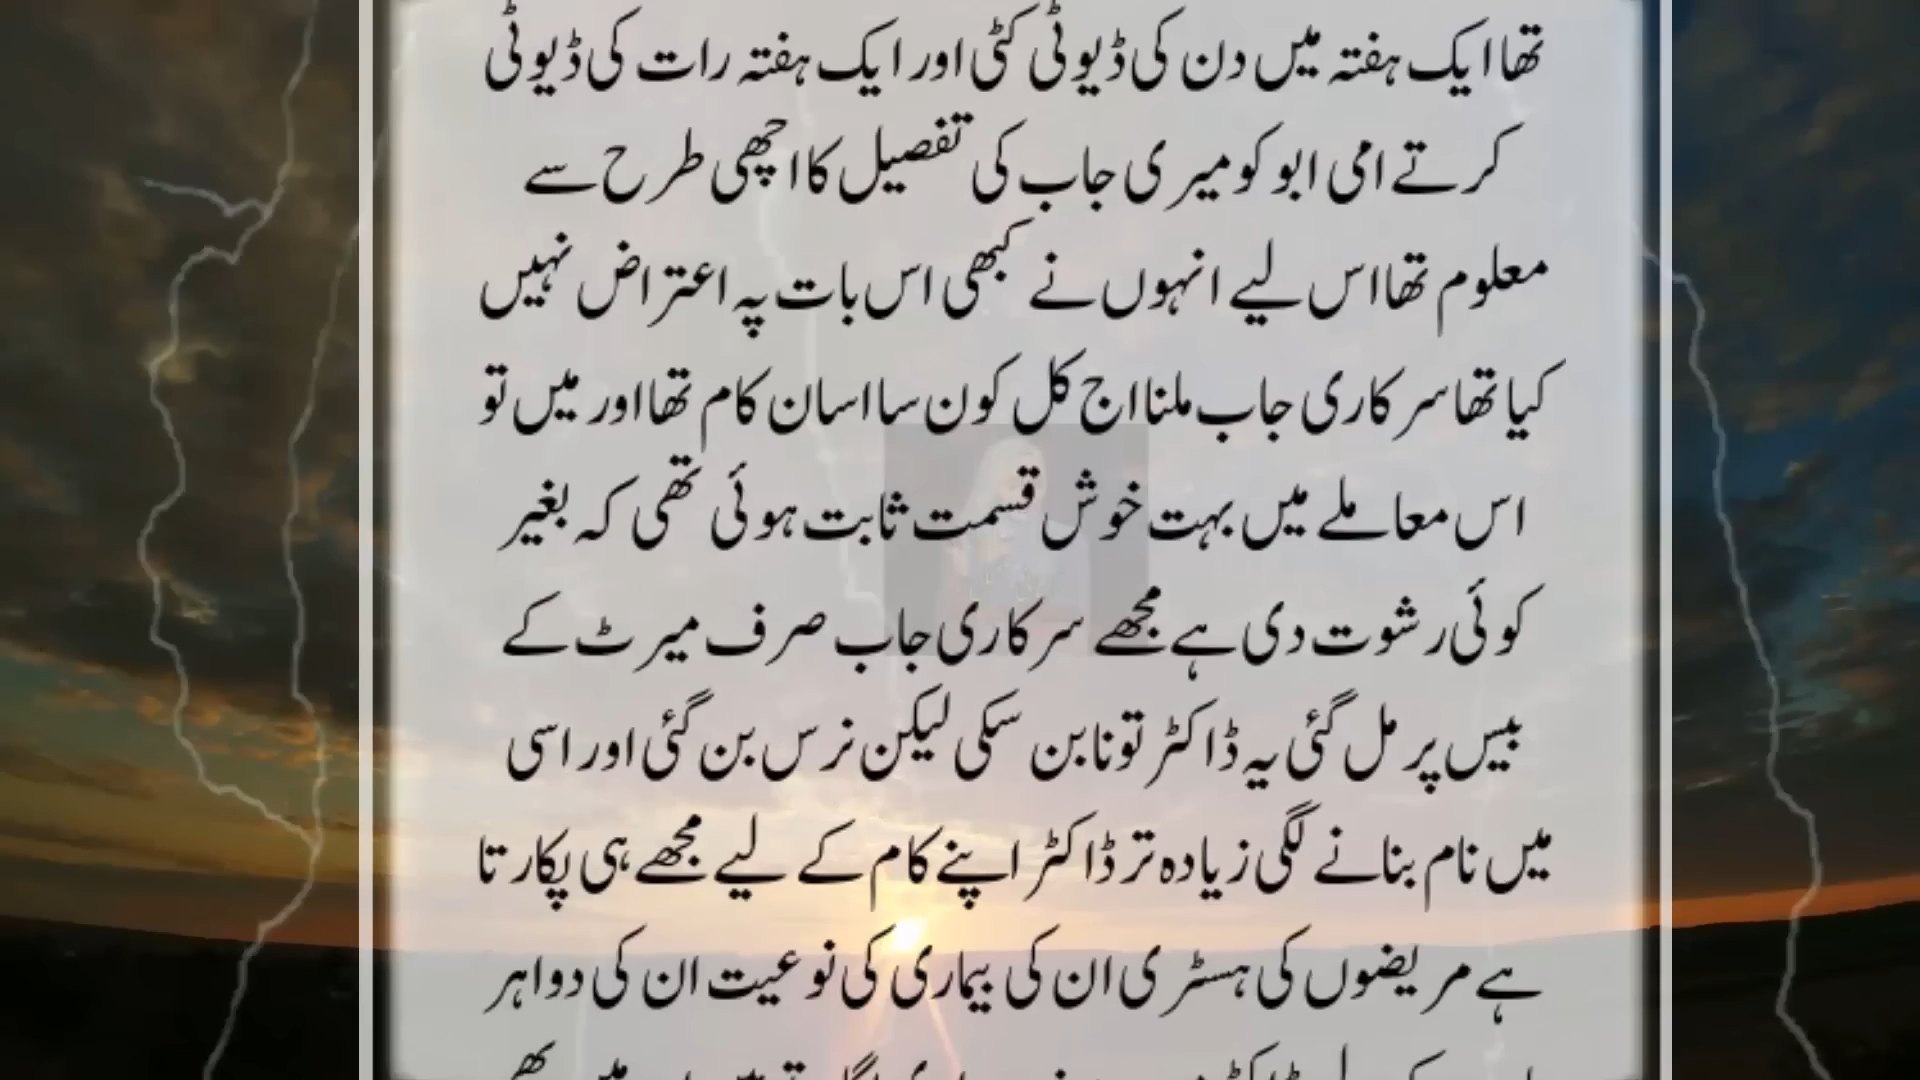 تھا ایک ہفتہ میں دن کی ڈیوٹی کٹی اور ایک ہفتہ رات کی ڈیوٹی
کرتے امی ابو کو میری جاب کی تفصیل کا اچھی طرح سے
معلوم تھا اس لیے انہوں نے کبھی اس بات پہ اعتراض نہیں
کیا تھا سرکاری جاب ملنا اج کل کون سا اسان کام تھا اور میں تو
اس معاملے میں بہت خوش قسمت ثابت ہوئی تھی کہ بغیر
کوئی رشوت دی ہے مجھے سرکاری جاب صرف میرٹ کے
بیس پر مل گئی یہ ڈاکٹر تو نا بن سکی لیکن نرس بن گئی اور اسی
میں نام بنانے لگی زیادہ تر ڈاکٹر اپنے کام کے لیے مجھے ہی پکارتا
ہے مریضوں کی ہسٹری ان کی بیماری کی نوعیت ان کی دوا ہر